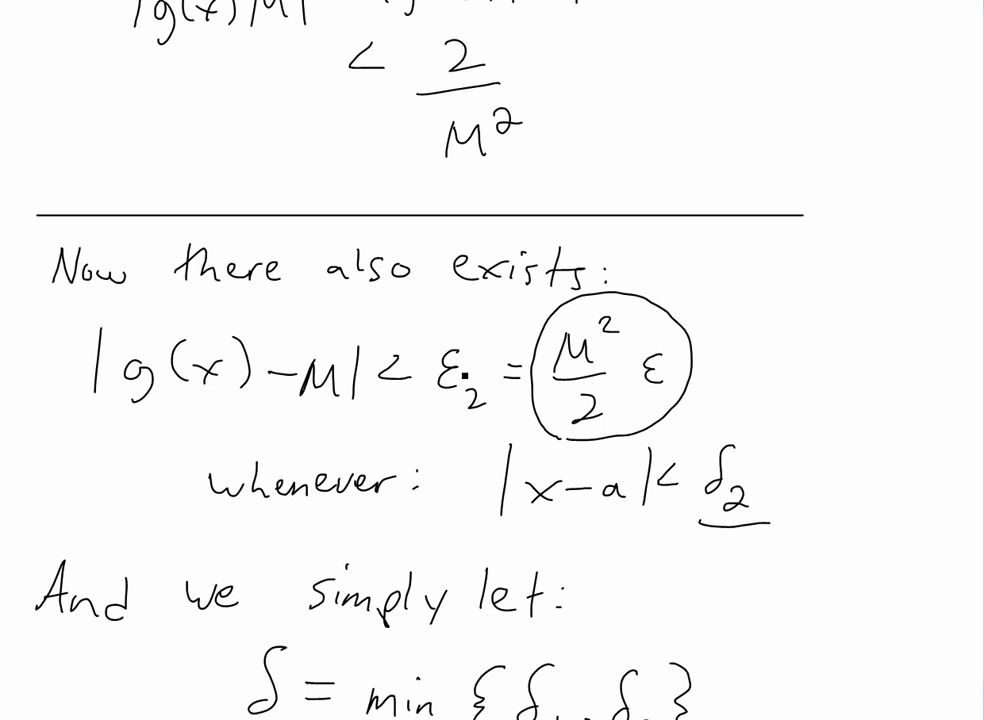 |g(x) M|
< 2/M²
Now there also exists:
|g(x) - M| < ε₂ = M²/2 ε
whenever: |x - a| < δ₂
And we simply let:
δ = min { δ₁, δ₂ }